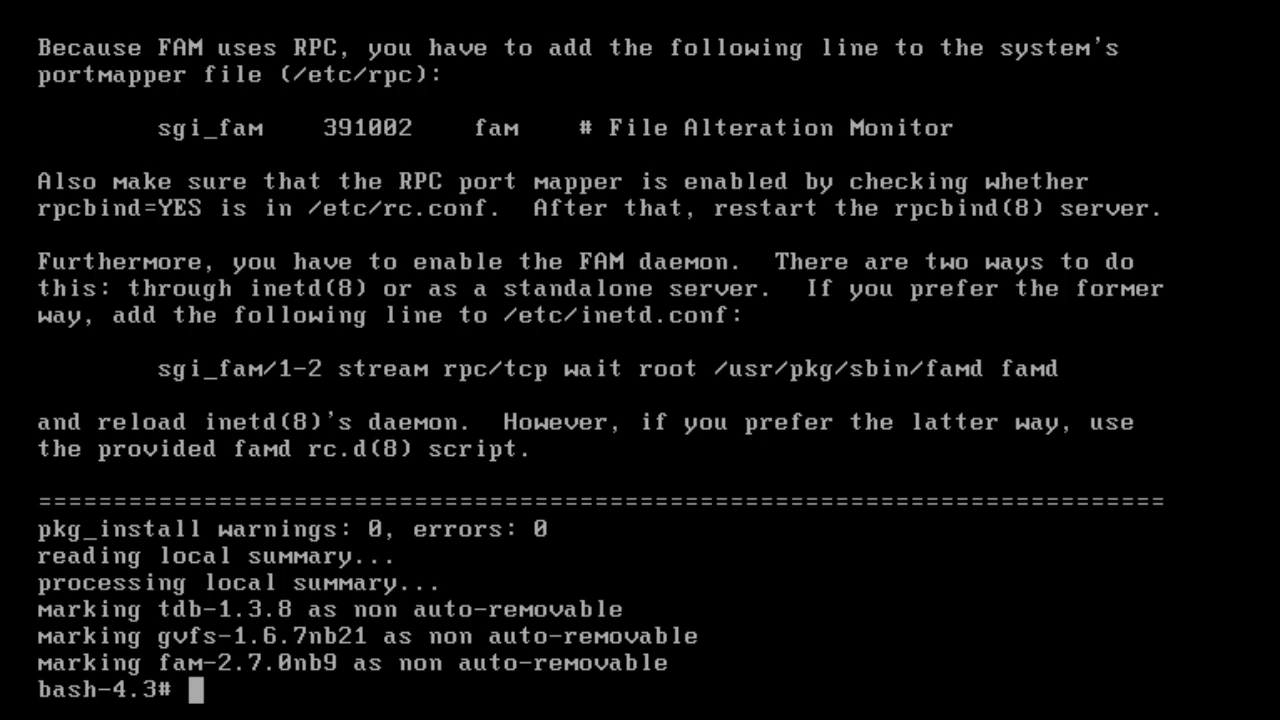 Because FAM uses RPC, you have to add the following line to the system's
portmapper file (/etc/rpc):
sgi_fam    391002    fam    # File Alteration Monitor
Also make sure that the RPC port mapper is enabled by checking whether
rpcbind=YES is in /etc/rc.conf.  After that, restart the rpcbind(8) server.
Furthermore, you have to enable the FAM daemon.  There are two ways to do
this: through inetd(8) or as a standalone server.  If you prefer the former
way, add the following line to /etc/inetd.conf:
sgi_fam/1-2 stream rpc/tcp wait root /usr/pkg/sbin/famd famd
and reload inetd(8)'s daemon.  However, if you prefer the latter way, use
the provided famd rc.d(8) script.
===========================================================================
pkg_install warnings: 0, errors: 0
reading local summary...
processing local summary...
marking tdb-1.3.8 as non auto-removable
marking gvfs-1.6.7nb21 as non auto-removable
marking fam-2.7.0nb9 as non auto-removable
bash-4.3#